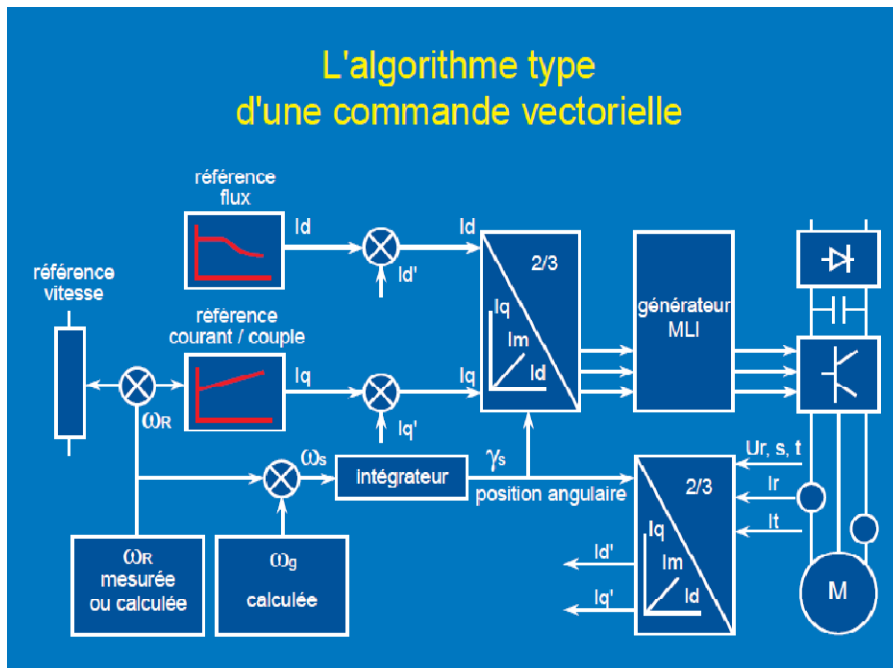 L'algorithme type
d'une commande vectorielle
référence
flux
Id
Id
Id'
référence
vitesse
référence
courant / couple
Iq
Iq
Iq'
ωR
2/3
Iq
Im
Id
générateur
MLI
ωs
intégrateur
γs
position angulaire
Ur, s, t
Ir
It
2/3
Iq
Im
Id
Id'
Iq'
ωR
mesurée
ou calculée
ωg
calculée
M